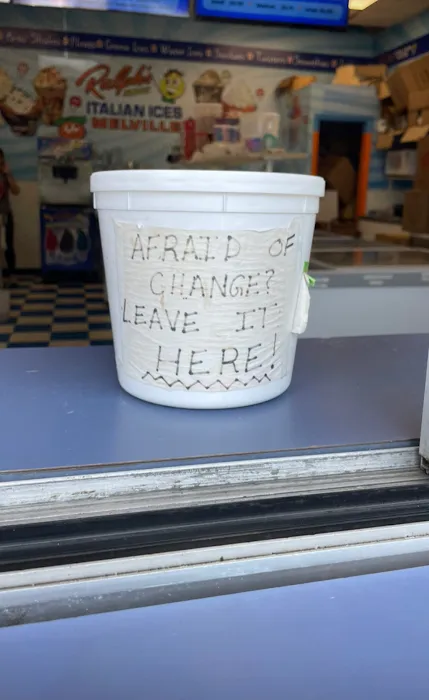 Ralph's
ITALIAN ICES
MELVILLE
AFRAID OF
CHANGE?
LEAVE IT
HERE!